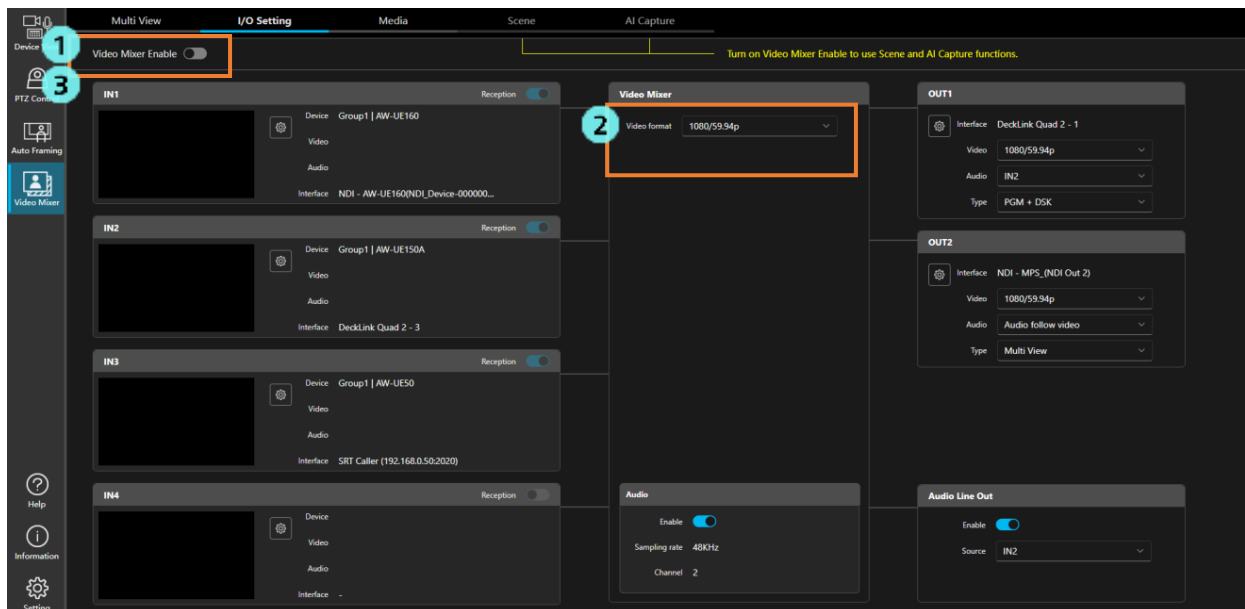 Multi View
I/O Setting
Media
Scene
AI Capture
Device
1
Video Mixer Enable
Turn on Video Mixer Enable to use Scene and AI Capture functions.
3
PTZ
Auto Framing
Video Mixer
Help
Information
Setting
IN1
Reception
Device Group1 | AW-UE160
Video
Audio
Interface NDI - AW-UE160(NDI_Device-000000...
IN2
Reception
Device Group1 | AW-UE150A
Video
Audio
Interface DeckLink Quad 2 - 3
IN3
Reception
Device Group1 | AW-UE50
Video
Audio
Interface SRT Caller (192.168.0.50:2020)
IN4
Reception
Device
Video
Audio
Interface -
Video Mixer
2
Video format 1080/59.94p
Audio
Enable
Sampling rate 48KHz
Channel 2
OUT1
Interface DeckLink Quad 2 - 1
Video 1080/59.94p
Audio IN2
Type PGM + DSK
OUT2
Interface NDI - MPS_(NDI Out 2)
Video 1080/59.94p
Audio Audio follow video
Type Multi View
Audio Line Out
Enable
Source IN2